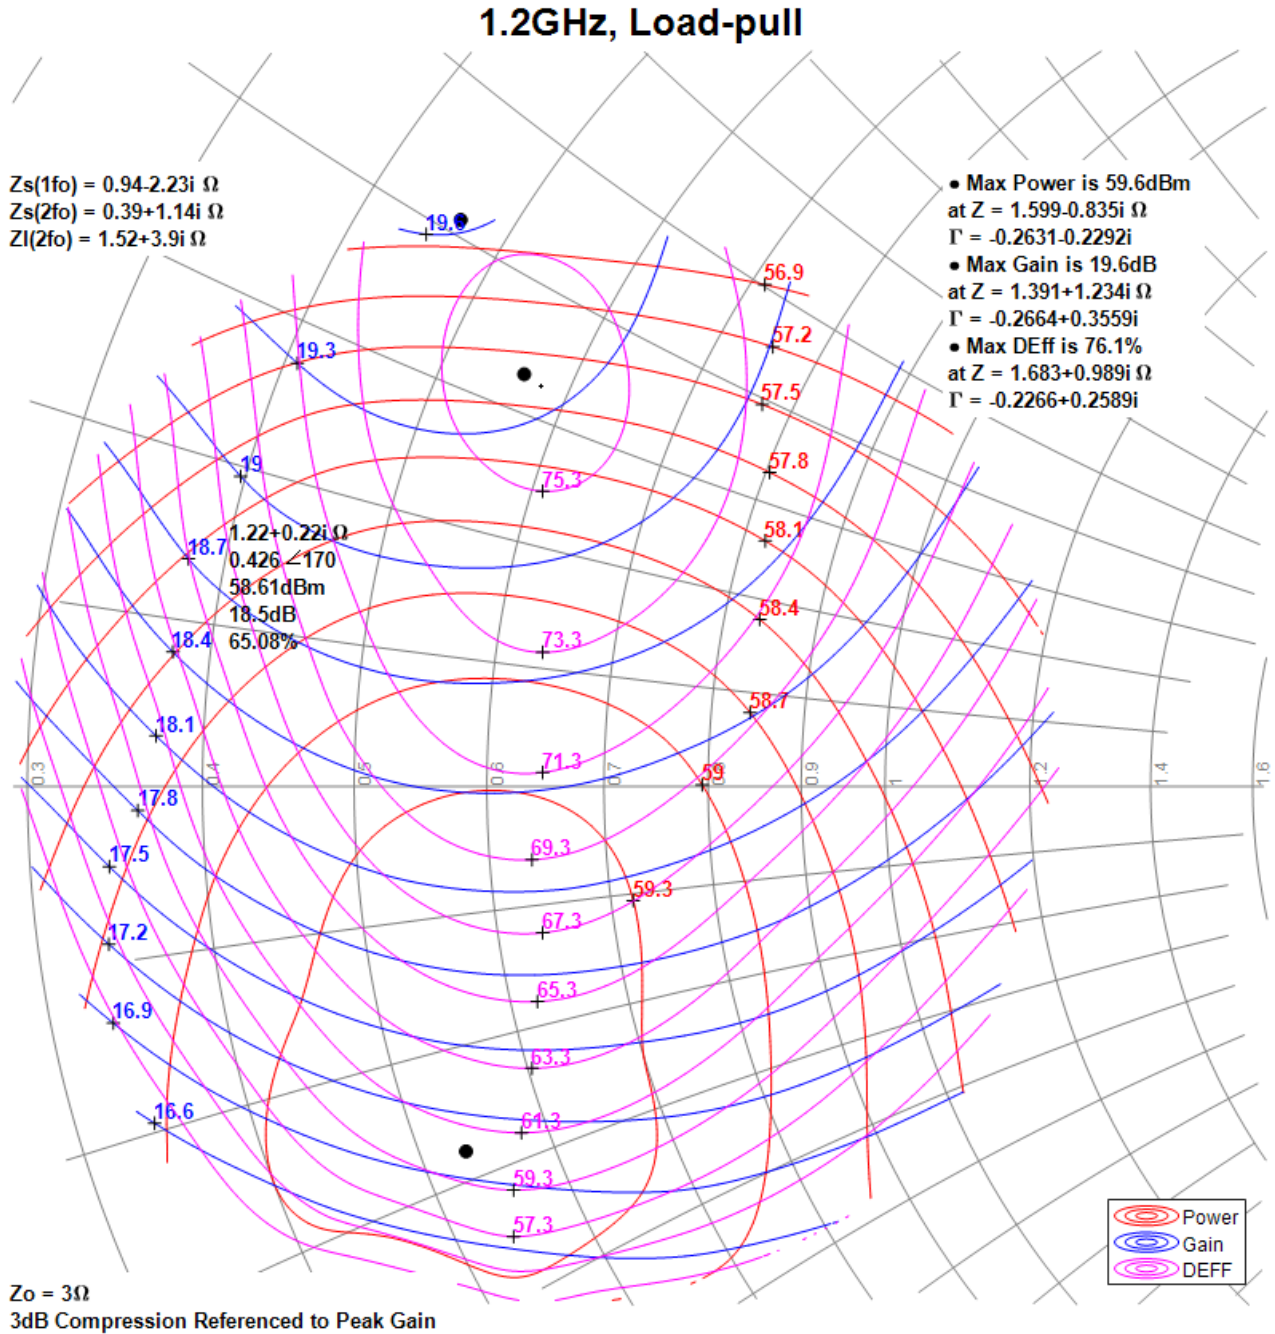 1.2GHz, Load-pull
Zs(1fo) = 0.94-2.23i Ω
Zs(2fo) = 0.39+1.14i Ω
Zl(2fo) = 1.52+3.9i Ω
● Max Power is 59.6dBm
at Z = 1.599-0.835i Ω
Γ = -0.2631-0.2292i
● Max Gain is 19.6dB
at Z = 1.391+1.234i Ω
Γ = -0.2664+0.3559i
● Max DEff is 76.1%
at Z = 1.683+0.989i Ω
Γ = -0.2266+0.2589i
56.9
57.2
19.3
57.5
19
57.8
75.3
58.1
18.7
1.22+0.22i Ω
0.426 ∠170
58.61dBm
18.5dB
65.08%
58.4
18.4
73.3
58.7
18.1
71.3
59
0.3
0.4
0.5
0.6
0.7
0.9
1
1.2
1.4
1.6
17.8
17.5
69.3
59.3
17.2
67.3
65.3
16.9
63.3
16.6
61.3
59.3
57.3
Power
Gain
DEFF
Zo = 3Ω
3dB Compression Referenced to Peak Gain